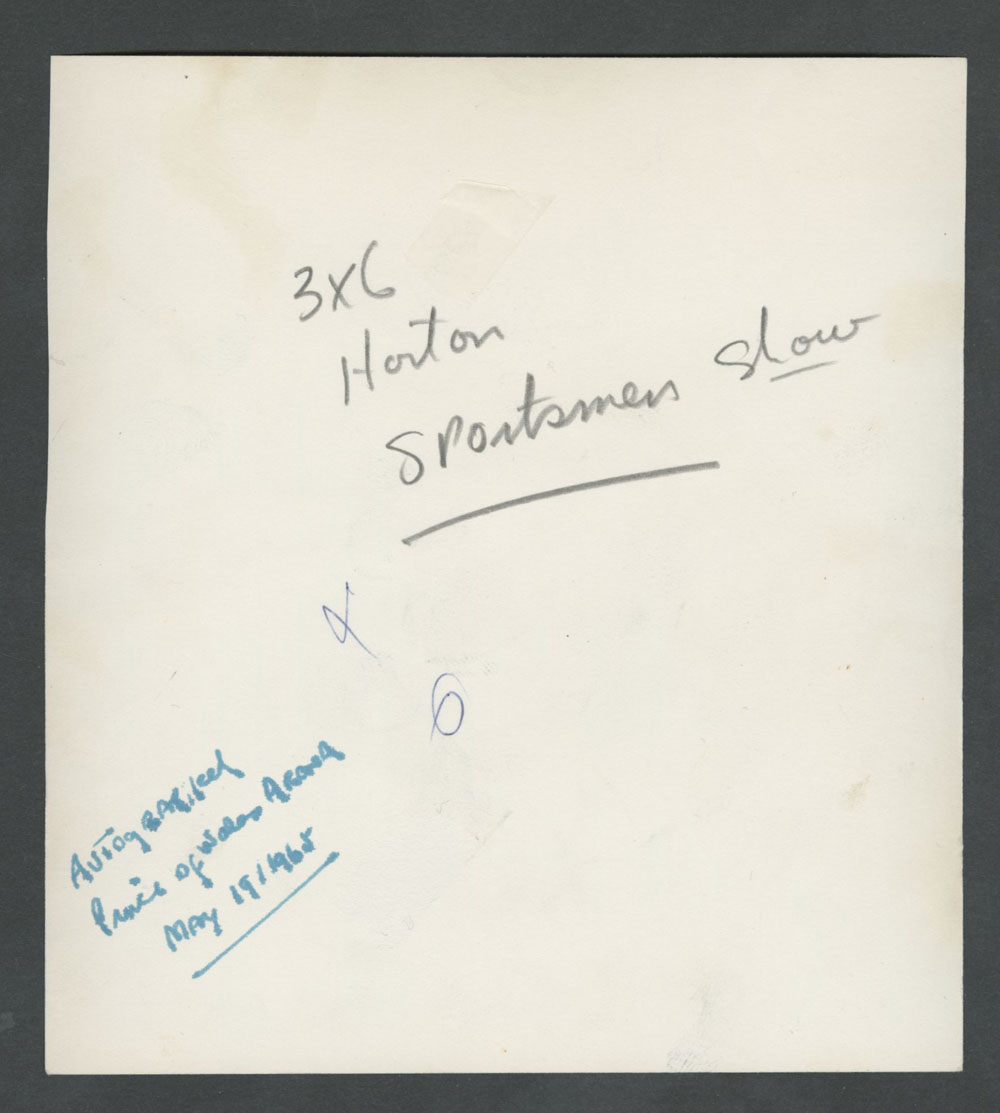 3x6
Horton
Sportsmen Show
x
6
Autographed
Prince of Wales Arena
May 19/1965